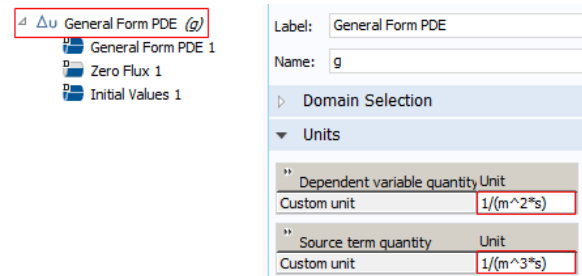 Δu General Form PDE (g)
General Form PDE 1
Zero Flux 1
Initial Values 1
Label: General Form PDE
Name: g
Domain Selection
Units
Dependent variable quantity Unit
Custom unit 1/(m^2*s)
Source term quantity Unit
Custom unit 1/(m^3*s)